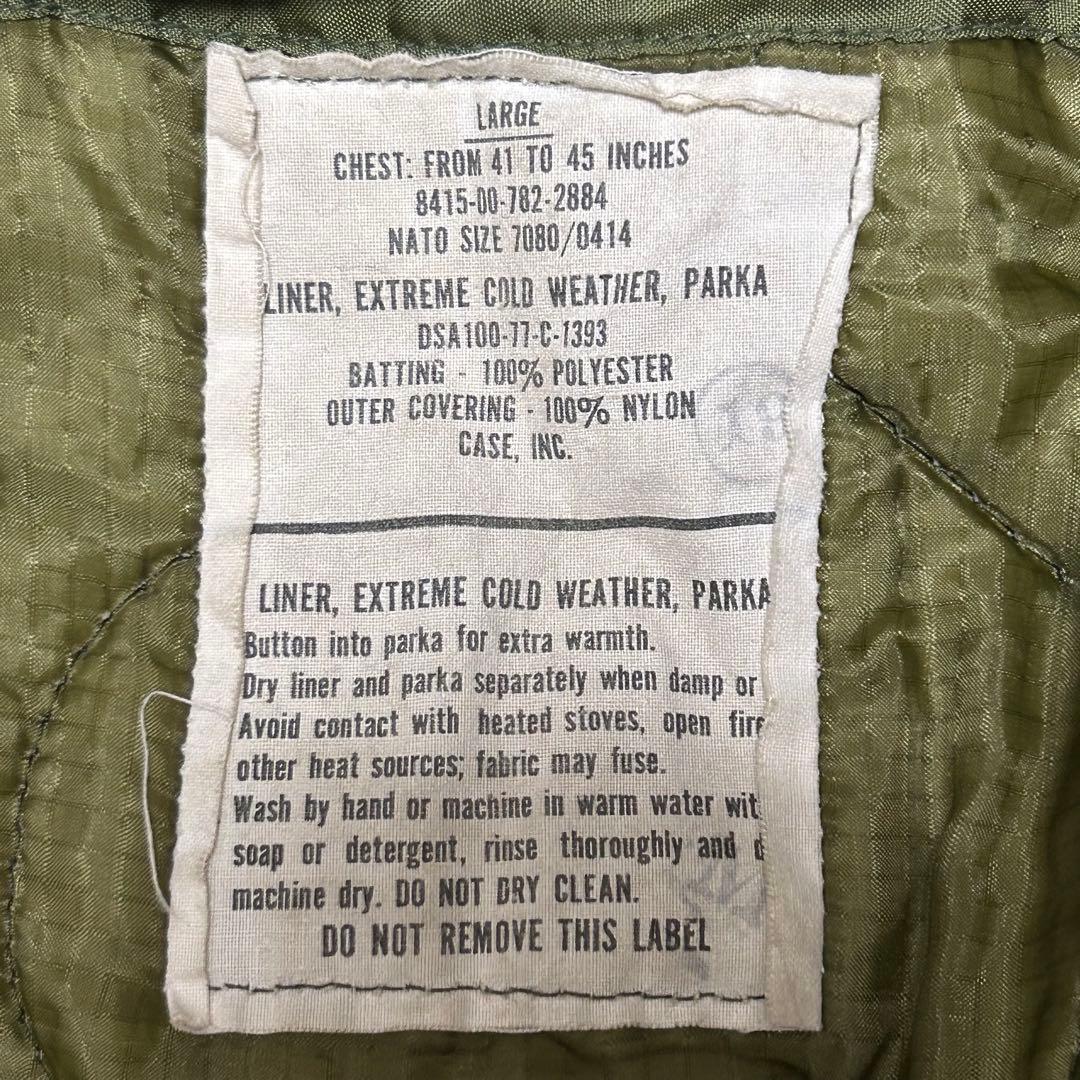 LARGE
CHEST: FROM 41 TO 45 INCHES
8415-00-782-2884
NATO SIZE 7080/0414
LINER, EXTREME COLD WEATHER, PARKA
DSA100-77-C-1393
BATTING - 100% POLYESTER
OUTER COVERING - 100% NYLON
CASE, INC.
LINER, EXTREME COLD WEATHER, PARKA
Button into parka for extra warmth.
Dry liner and parka separately when damp or
Avoid contact with heated stoves, open fire
other heat sources; fabric may fuse.
Wash by hand or machine in warm water wit
soap or detergent, rinse thoroughly and d
machine dry. DO NOT DRY CLEAN.
DO NOT REMOVE THIS LABEL